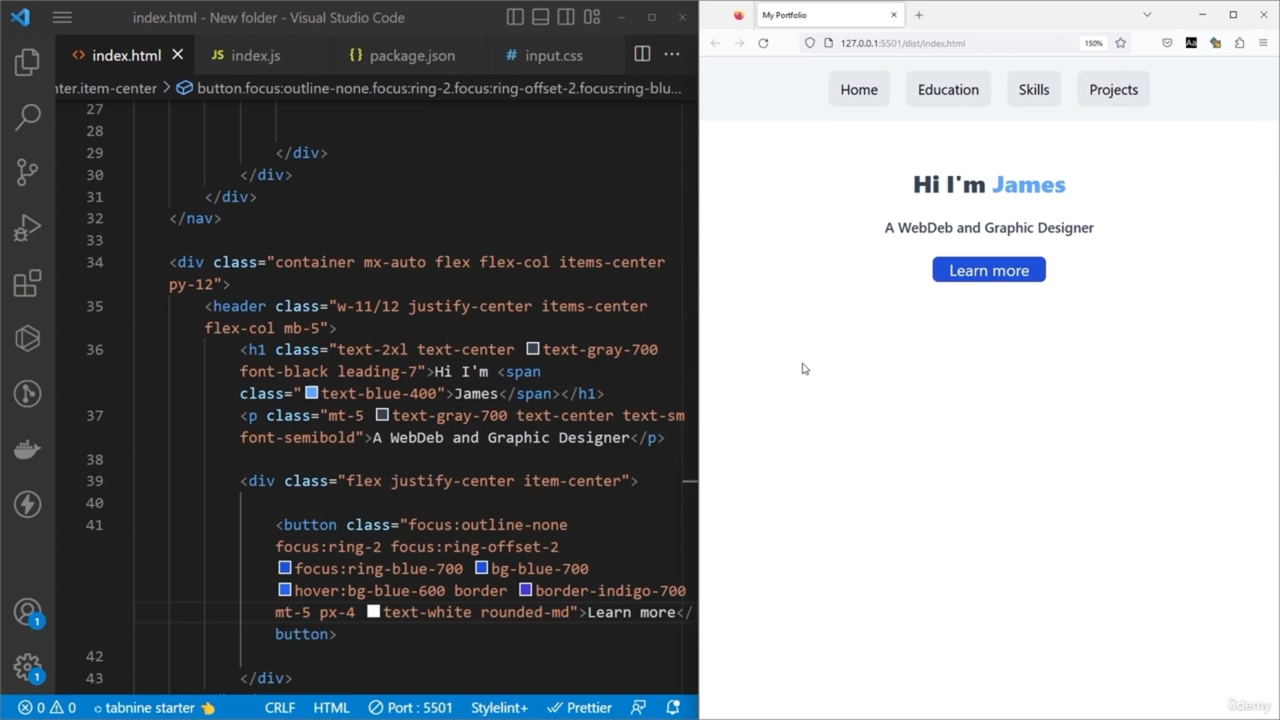 index.html - New folder - Visual Studio Code
index.html
index.js
package.json
input.css
nter.item-center > button.focus:outline-none.focus:ring-2.focus:ring-offset-2.focus:ring-blu...
27
28
29 </div>
30 </div>
31 </div>
32 </nav>
33
34 <div class="container mx-auto flex flex-col items-center
py-12">
35 <header class="w-11/12 justify-center items-center
flex-col mb-5">
36 <h1 class="text-2xl text-center text-gray-700
font-black leading-7">Hi I'm <span
class="text-blue-400">James</span></h1>
37 <p class="mt-5 text-gray-700 text-center text-sm
font-semibold">A WebDeb and Graphic Designer</p>
38
39 <div class="flex justify-center item-center">
40
41 <button class="focus:outline-none
focus:ring-2 focus:ring-offset-2
focus:ring-blue-700 bg-blue-700
hover:bg-blue-600 border border-indigo-700
mt-5 px-4 text-white rounded-md">Learn more</
button>
42
43 </div>
1
1
0 0
tabnine starter
CRLF
HTML
Port : 5501
Stylelint+
Prettier
My Portfolio
127.0.0.1:5501/dist/index.html
150%
Home
Education
Skills
Projects
Hi I'm James
A WebDeb and Graphic Designer
Learn more
ûdemy